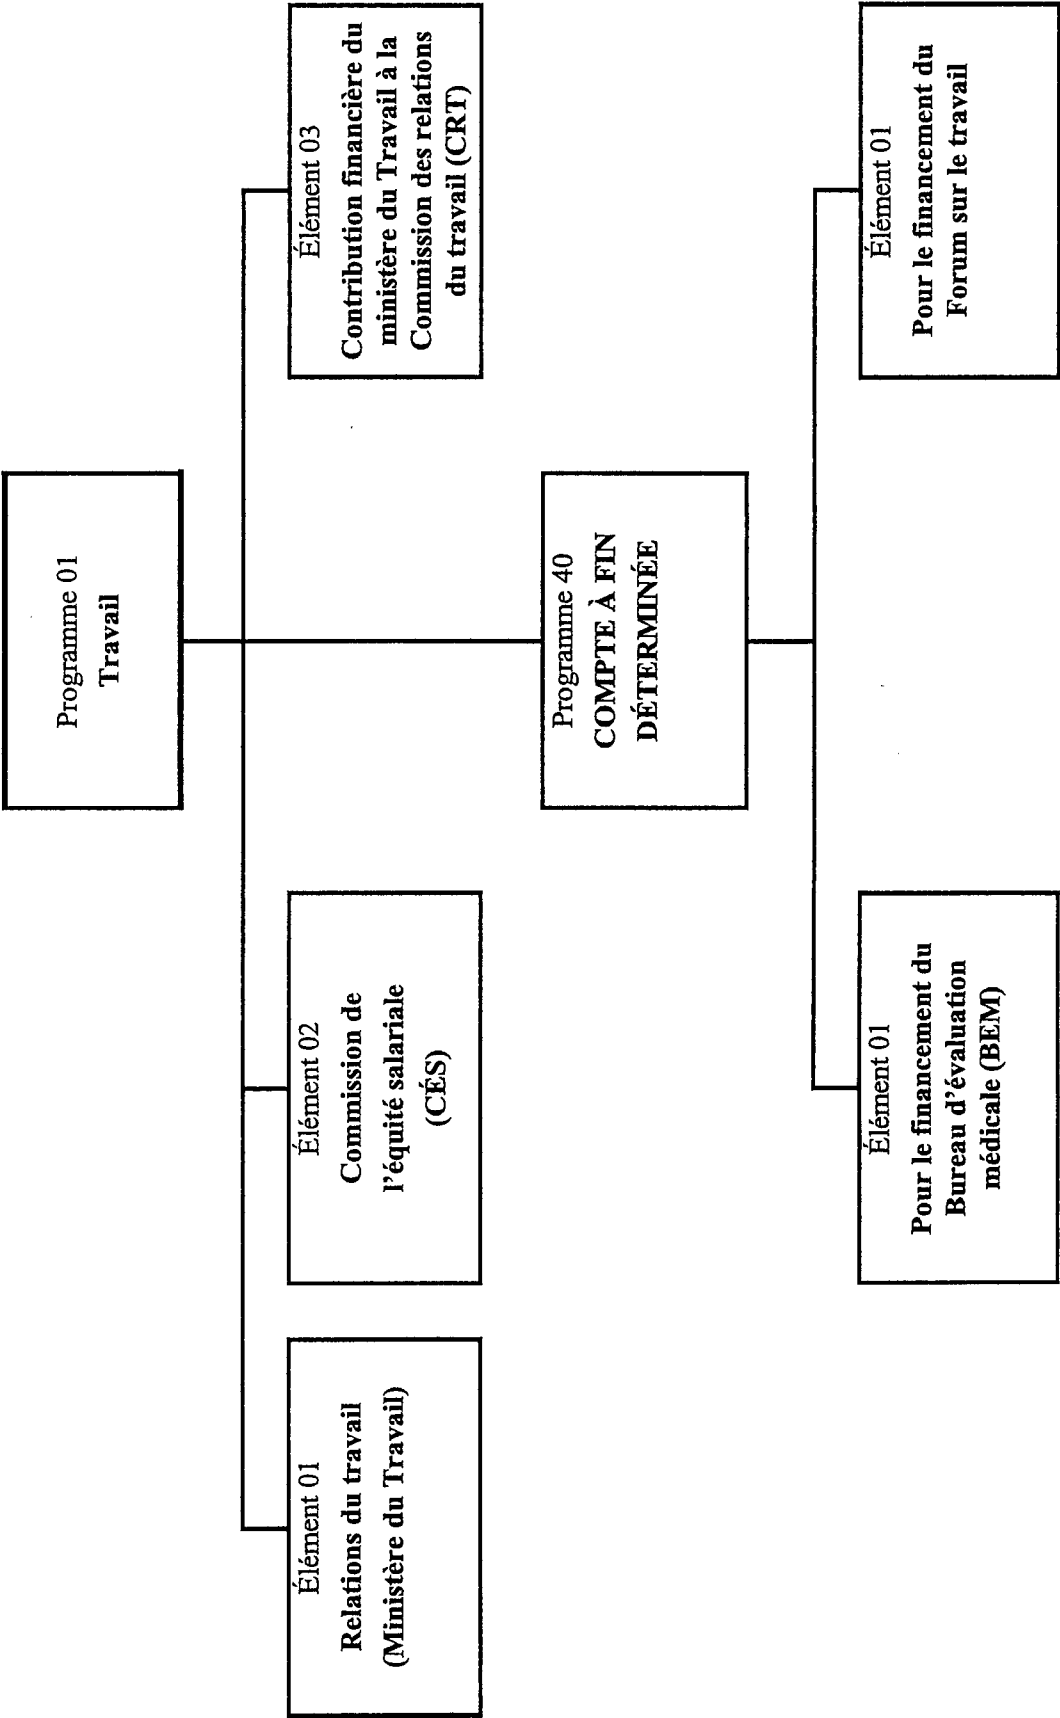 Programme 01
Travail
Élément 01
Relations du travail
(Ministère du Travail)
Élément 02
Commission de
l'équité salariale
(CÉS)
Élément 03
Contribution financière du
ministère du Travail à la
Commission des relations
du travail (CRT)
Programme 40
COMPTE À FIN
DÉTERMINÉE
Élément 01
Pour le financement du
Bureau d'évaluation
médicale (BEM)
Élément 01
Pour le financement du
Forum sur le travail